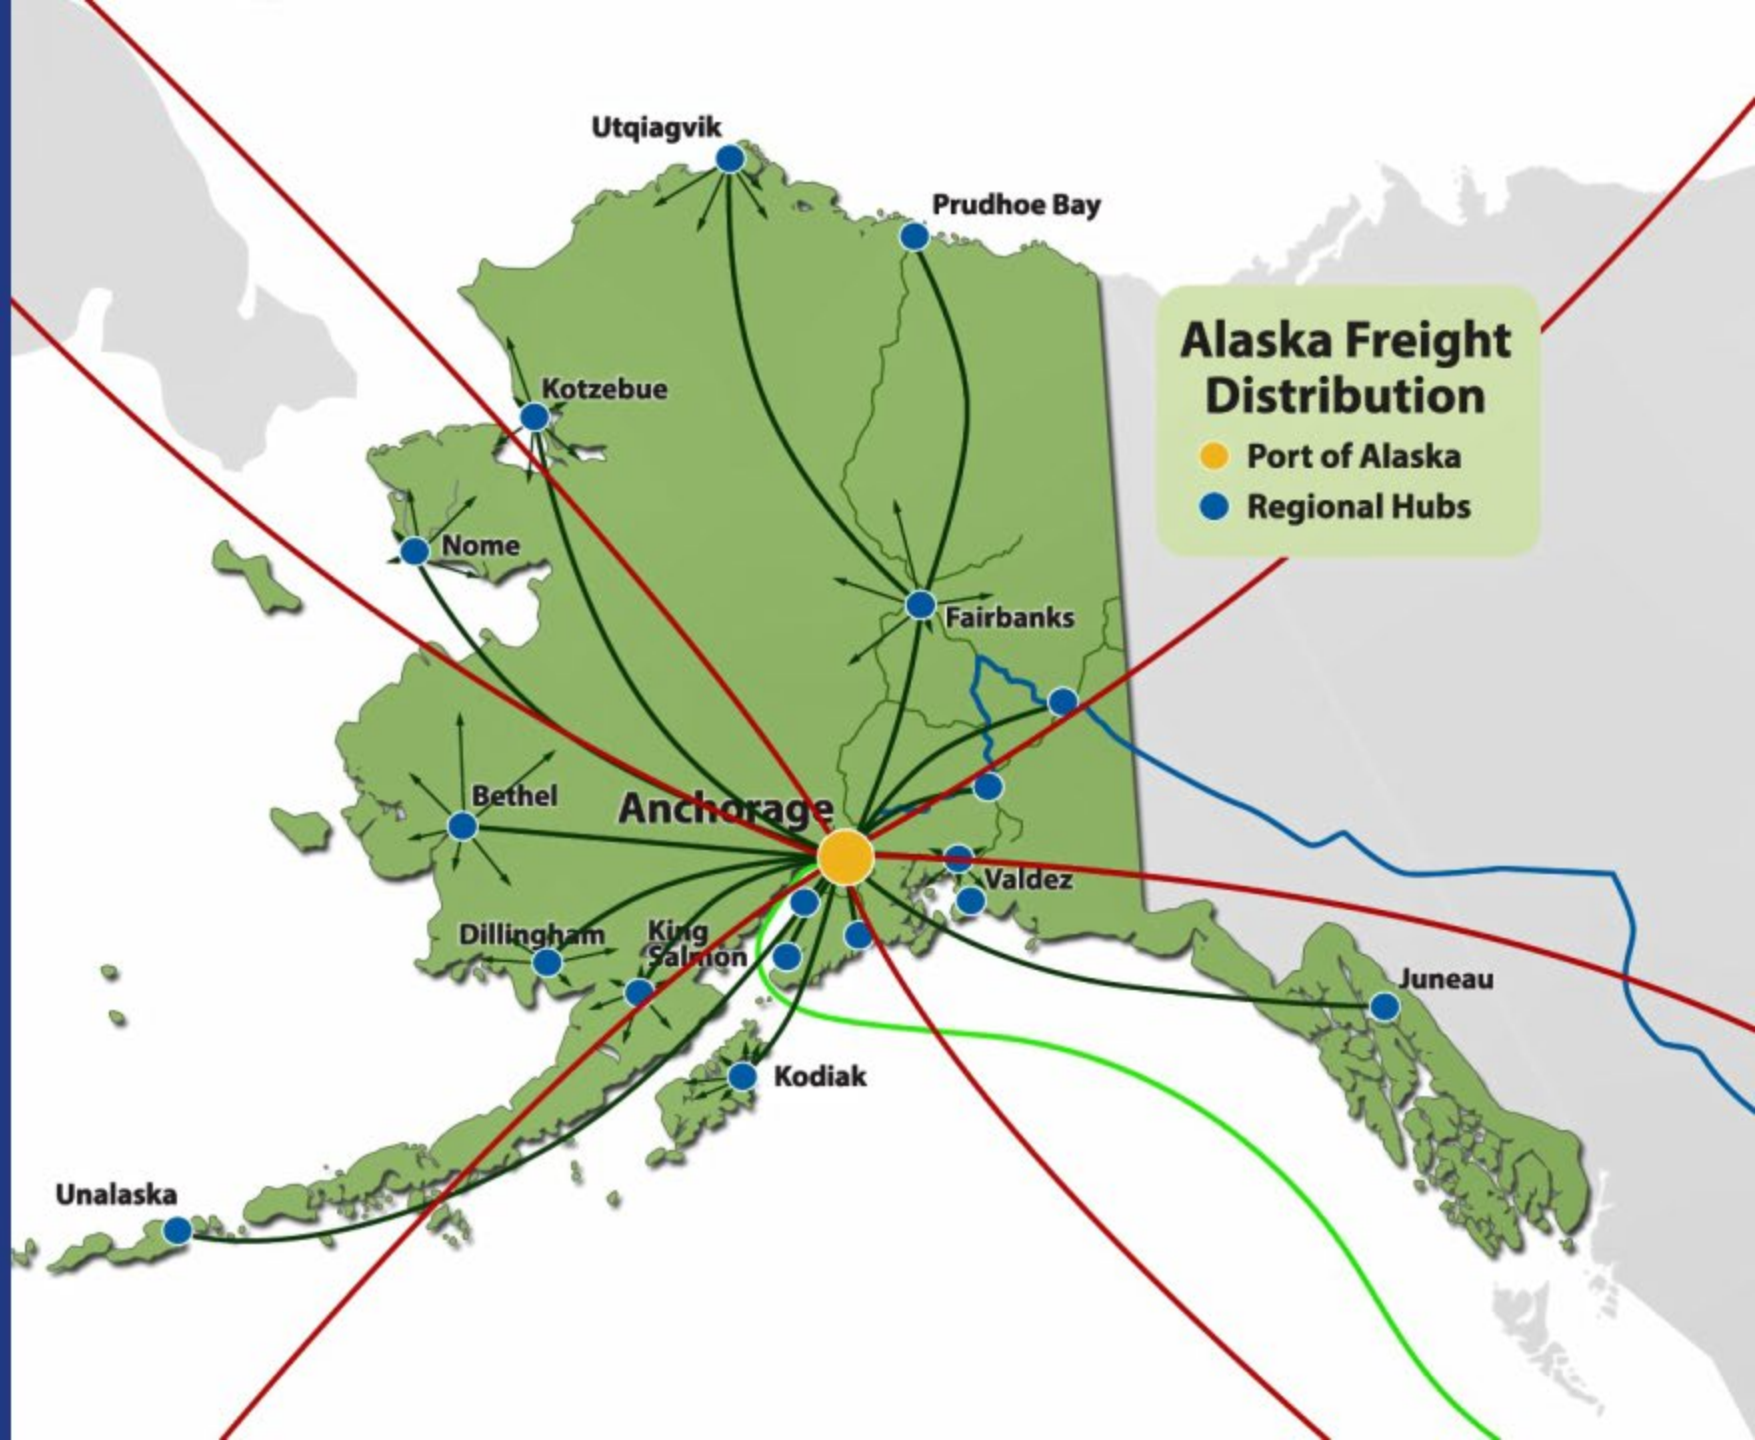 Utqiagvik
Prudhoe Bay
Alaska Freight
Distribution
Port of Alaska
Regional Hubs
Kotzebue
Nome
Fairbanks
Bethel
Anchorage
Valdez
Dillingham
King
Salmon
Juneau
Kodiak
Unalaska